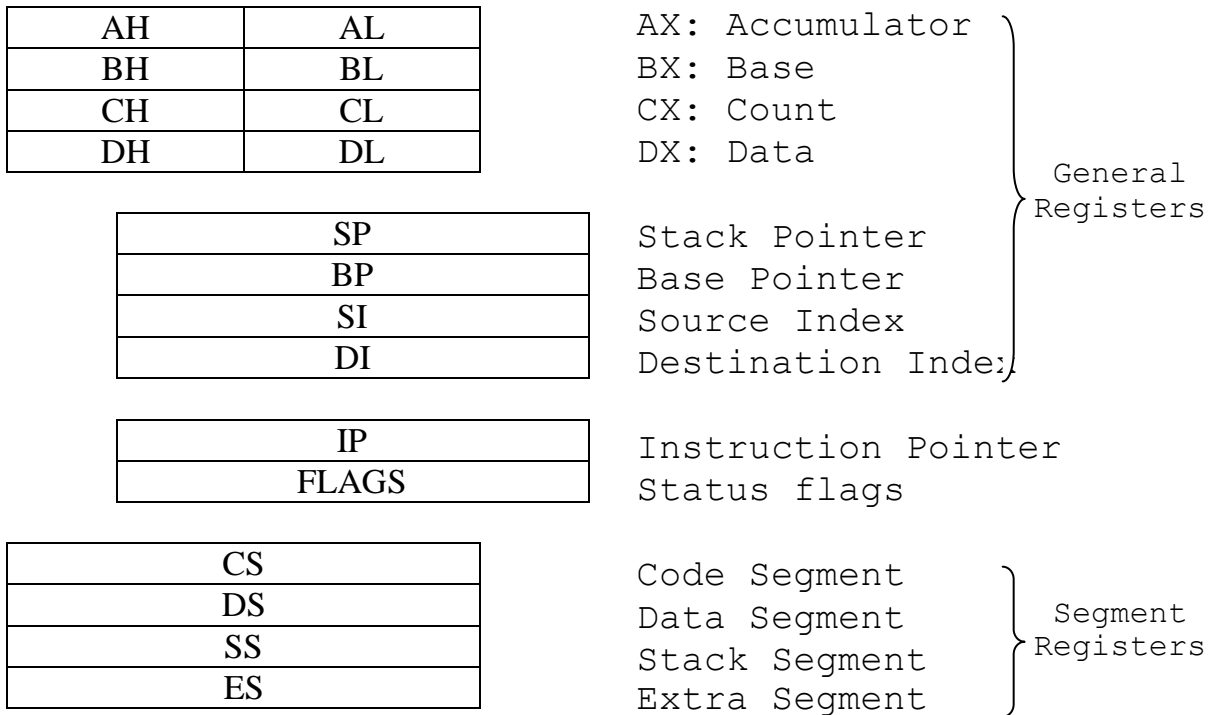 AH AL AX: Accumulator
BH BL BX: Base
CH CL CX: Count
DH DL DX: Data
General
Registers
SP Stack Pointer
BP Base Pointer
SI Source Index
DI Destination Index
IP Instruction Pointer
FLAGS Status flags
CS Code Segment
DS Data Segment
SS Stack Segment
ES Extra Segment
Segment
Registers